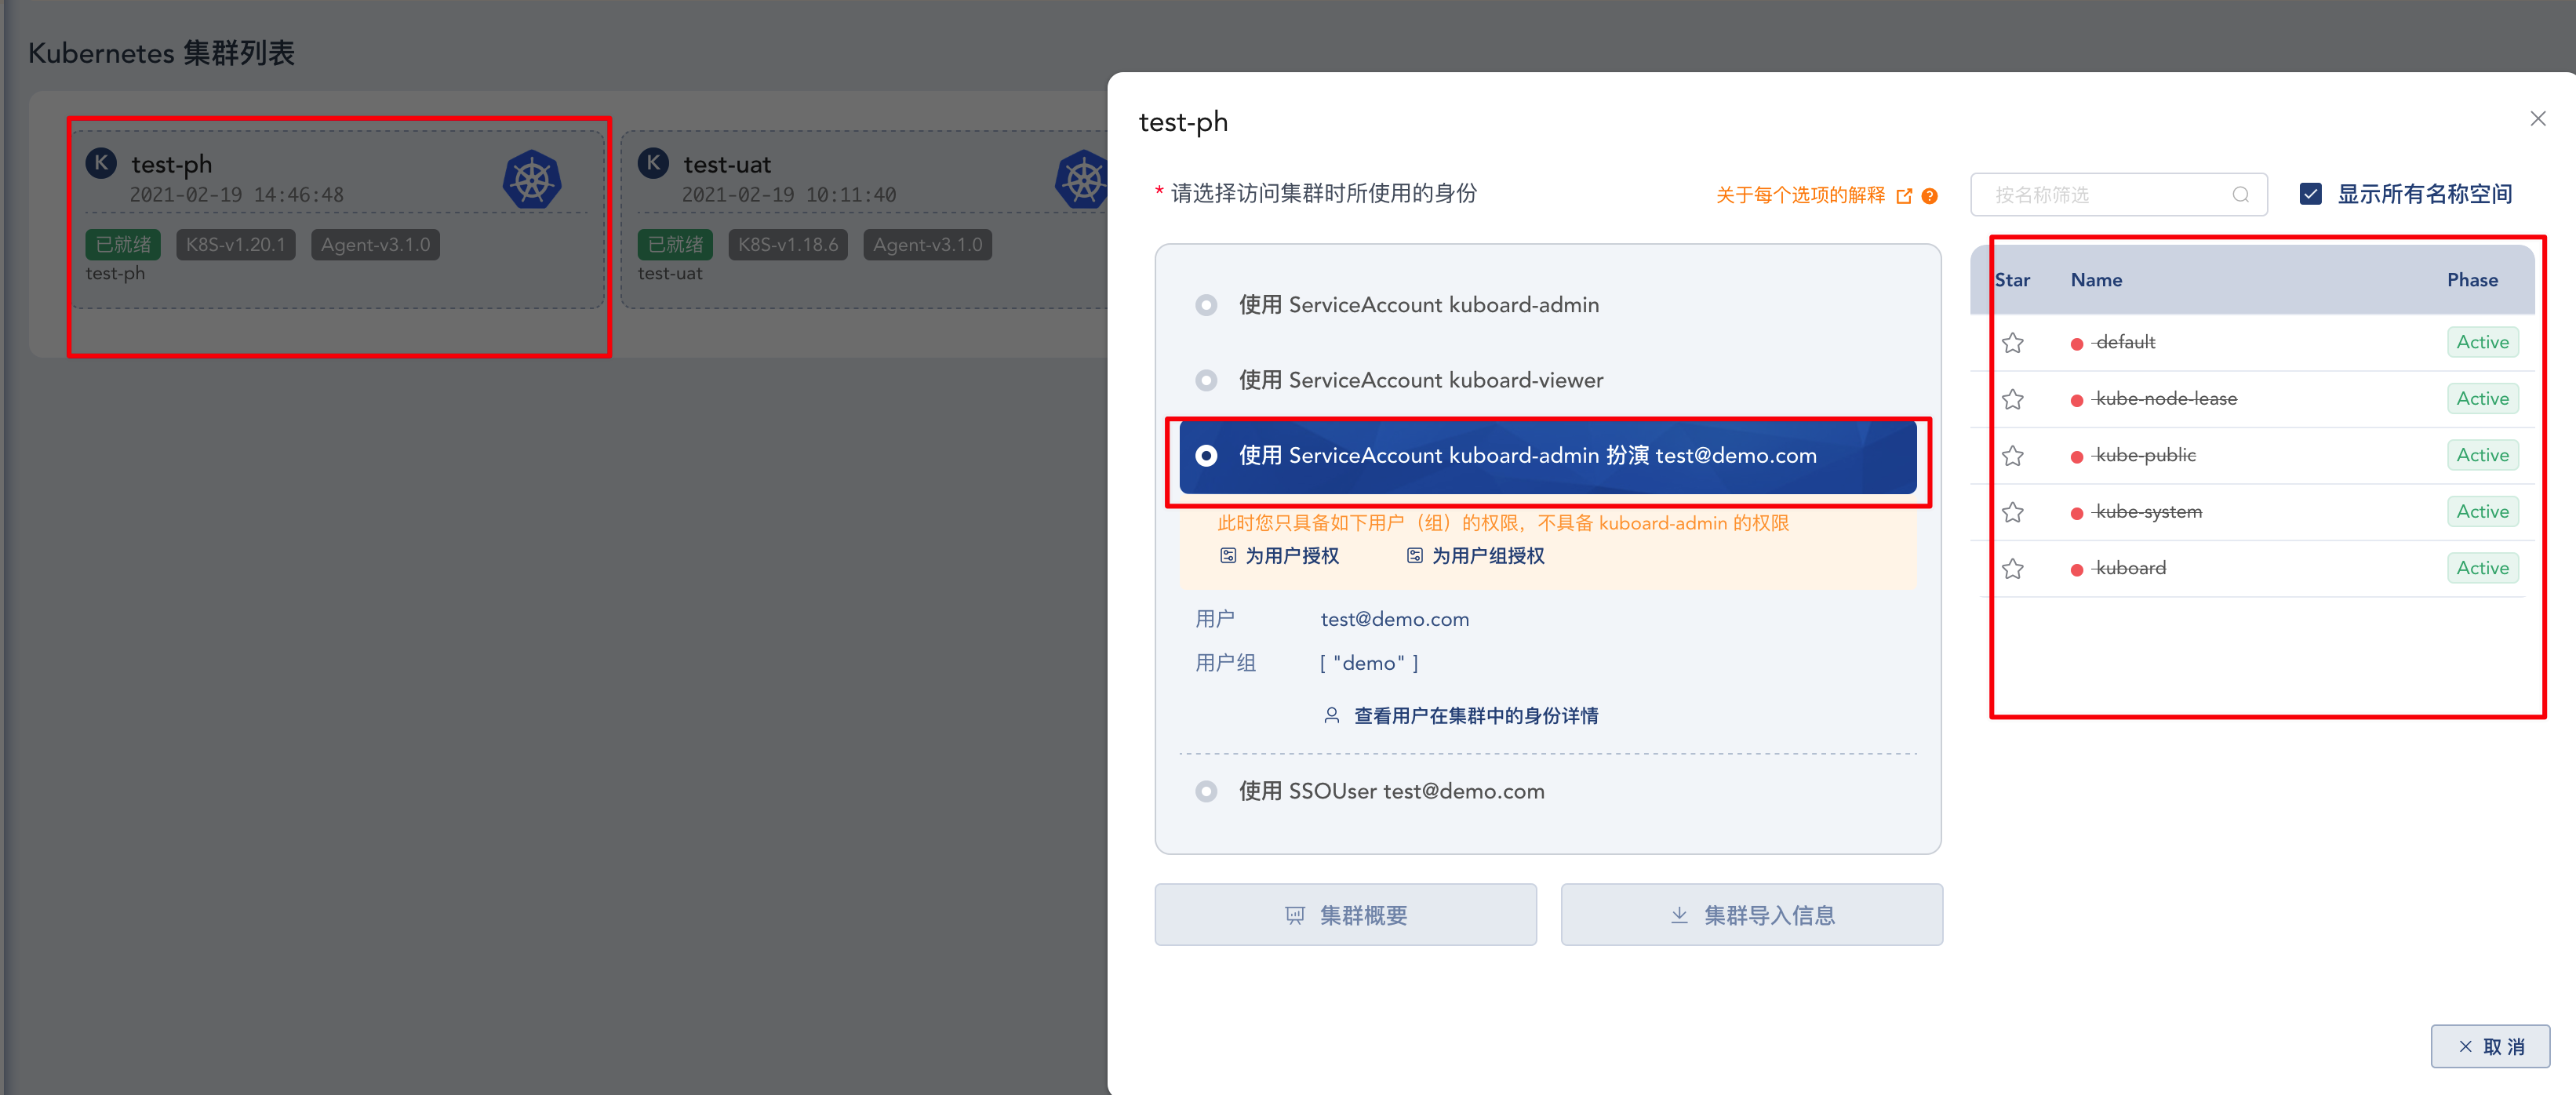 Kubernetes 集群列表
K test-ph
2021-02-19 14:46:48
已就绪 K8S-v1.20.1 Agent-v3.1.0
test-ph
K test-uat
2021-02-19 10:11:40
已就绪 K8S-v1.18.6 Agent-v3.1.0
test-uat
test-ph
* 请选择访问集群时所使用的身份
关于每个选项的解释
使用 ServiceAccount kuboard-admin
使用 ServiceAccount kuboard-viewer
使用 ServiceAccount kuboard-admin 扮演 test@demo.com
此时您只具备如下用户（组）的权限，不具备 kuboard-admin 的权限
为用户授权 为用户组授权
用户 test@demo.com
用户组 [ "demo" ]
查看用户在集群中的身份详情
使用 SSOUser test@demo.com
集群概要 集群导入信息
按名称筛选 显示所有名称空间
Star Name Phase
default Active
kube-node-lease Active
kube-public Active
kube-system Active
kuboard Active
取消